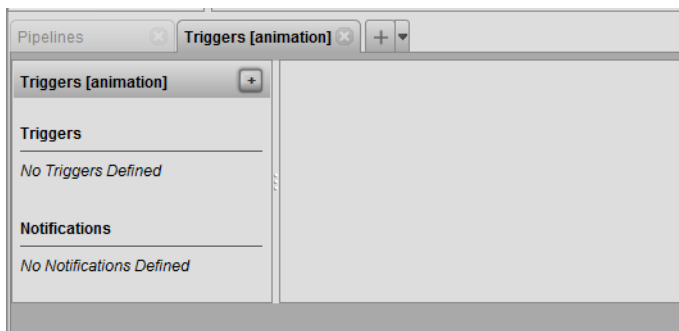 Pipelines
Triggers [animation]
Triggers [animation]
Triggers
No Triggers Defined
Notifications
No Notifications Defined